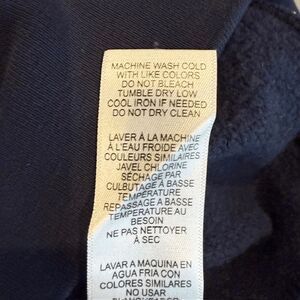 MACHINE WASH COLD
WITH LIKE COLORS
DO NOT BLEACH
TUMBLE DRY LOW
COOL IRON IF NEEDED
DO NOT DRY CLEAN
LAVER À LA MACHINE
À L'EAU FROIDE AVEC
COULEURS SIMILAIRES
JAVEL CHLORINE
SÉCHAGE PAR
CULBUTAGE À BASSE
TEMPÉRATURE
REPASSAGE À BASSE
TEMPÉRATURE AU
BESOIN
NE PAS NETTOYER
À SEC
LAVAR A MAQUINA EN
AGUA FRIA CON
COLORES SIMILARES
NO USAR